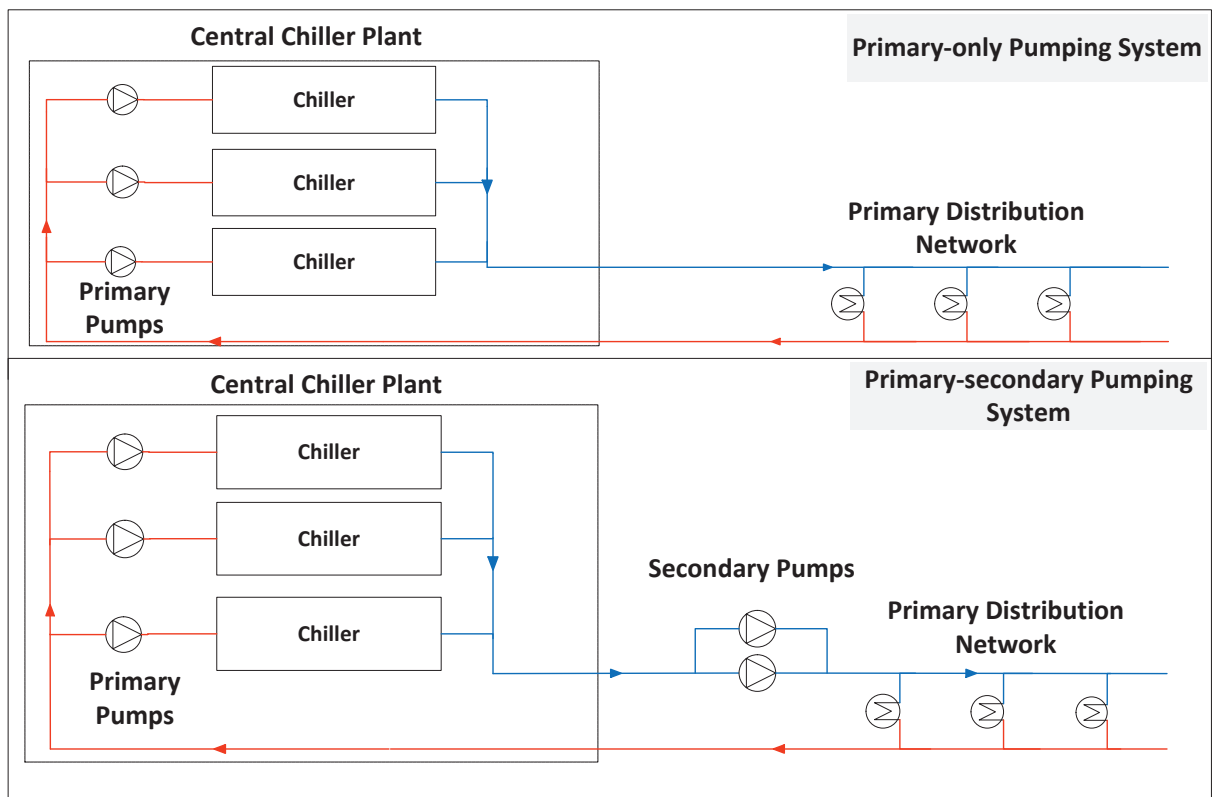 Central Chiller Plant
Primary-only Pumping System
Chiller
Chiller
Chiller
Primary
Pumps
Primary Distribution
Network
Central Chiller Plant
Primary-secondary Pumping
System
Chiller
Chiller
Chiller
Primary
Pumps
Secondary Pumps
Primary Distribution
Network